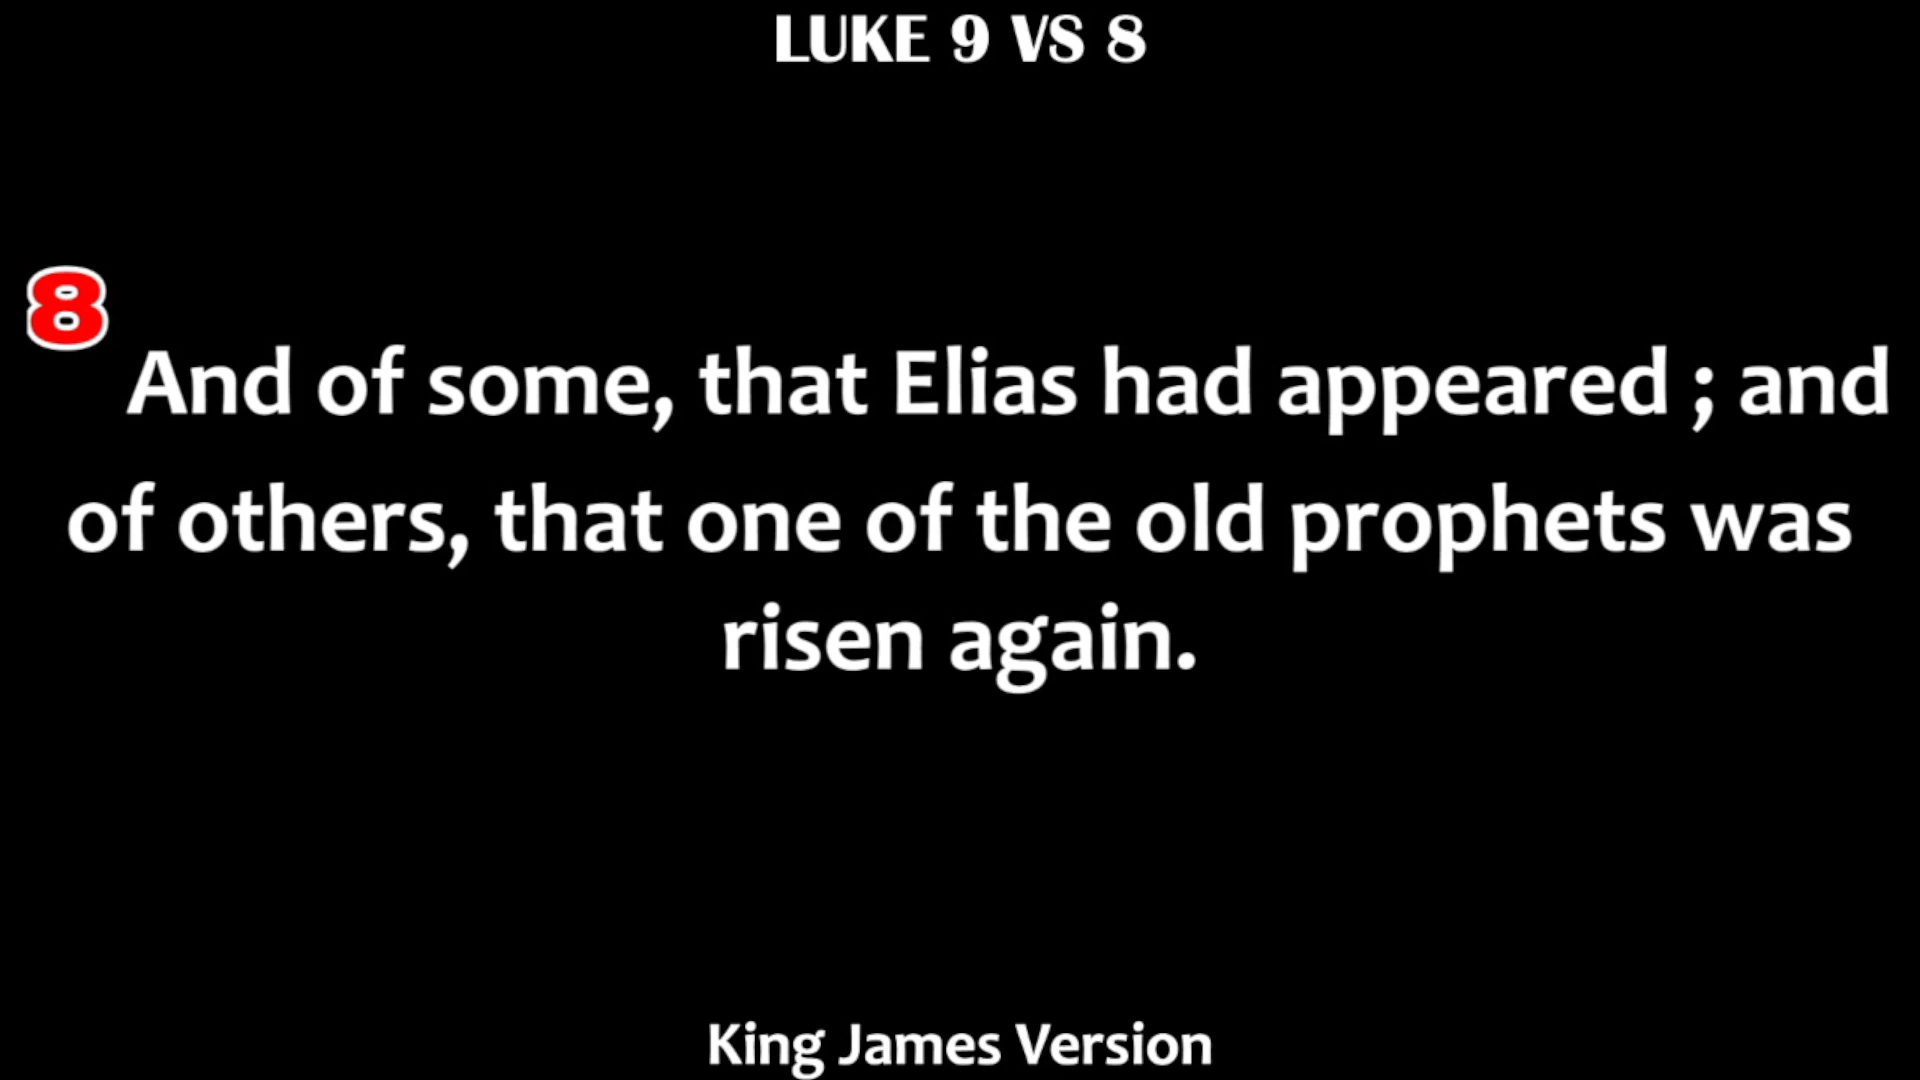 LUKE 9 VS 8
8
And of some, that Elias had appeared ; and
of others, that one of the old prophets was
risen again.
King James Version